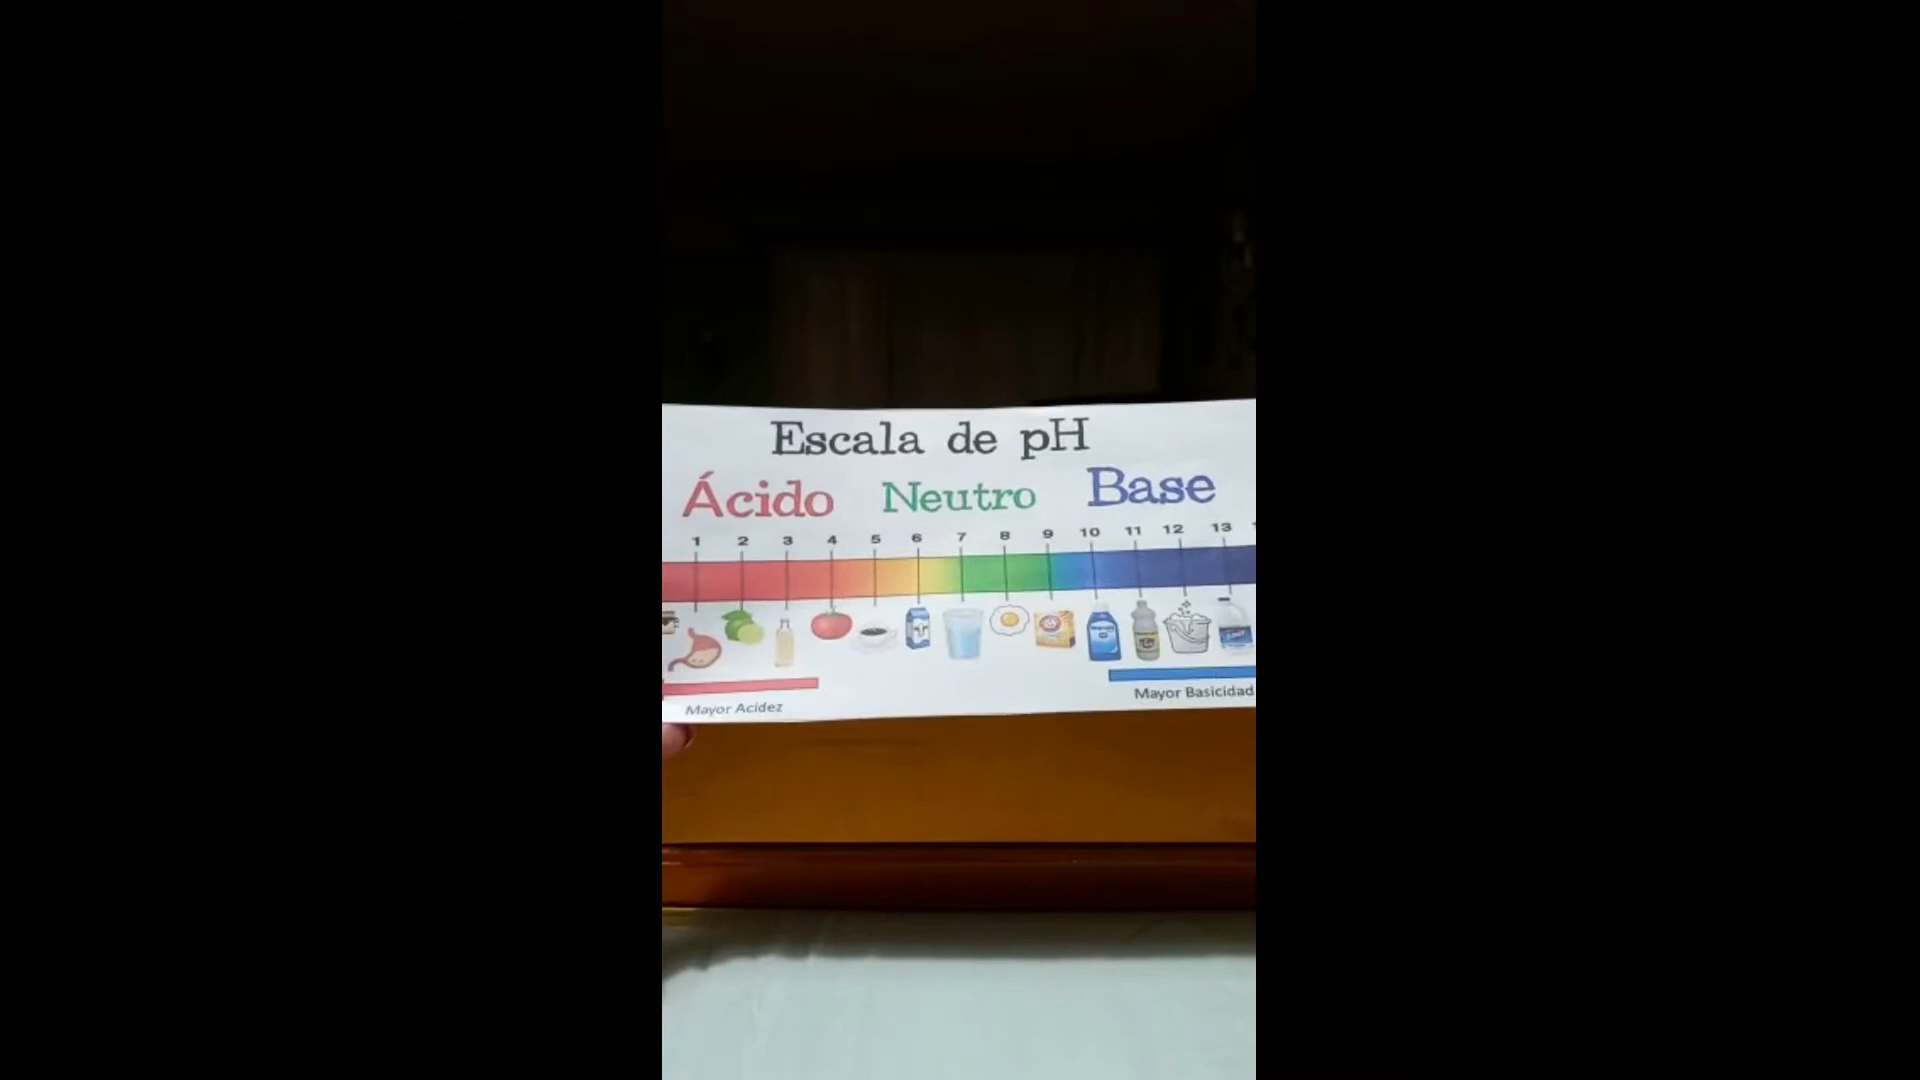 Escala de pH
Ácido Neutro Base
1 2 3 4 5 6 7 8 9 10 11 12 13
Mayor Acidez
Mayor Basicidad